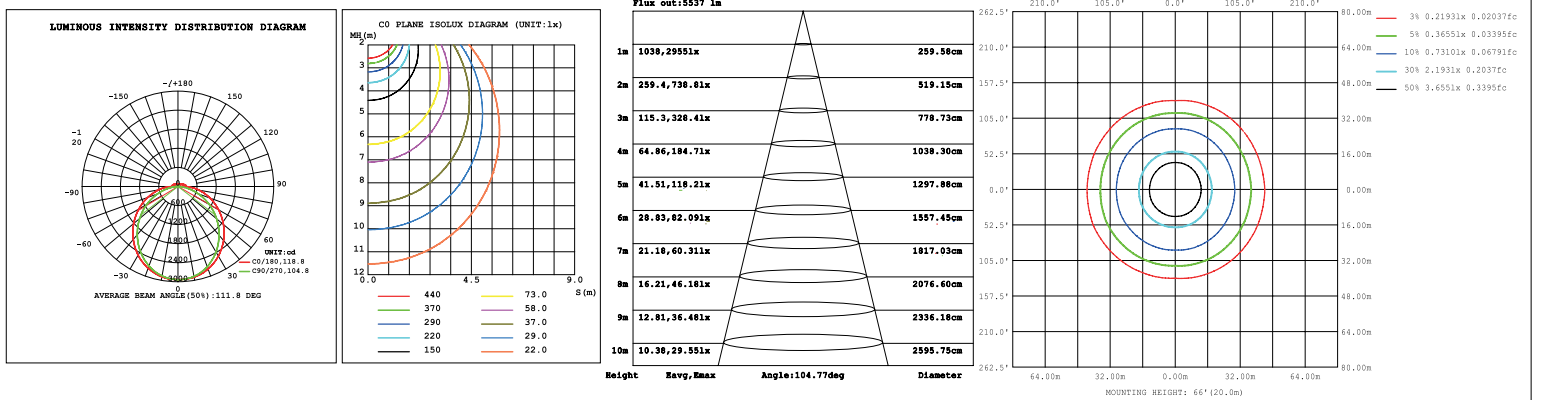 LUMINOUS INTENSITY DISTRIBUTION DIAGRAM
-/+180
-150
150
-1
20
120
-90
90
0
600
1200
1800
2400
3000
-60
60
-30
30
0
UNIT:cd
C0/180,118.8
C90/270,104.8
AVERAGE BEAM ANGLE(50%):111.8 DEG
C0 PLANE ISOLUX DIAGRAM (UNIT:lx)
MH(m)
2
3
4
5
6
7
8
9
10
11
12
0.0 4.5 9.0
S(m)
440 73.0
370 58.0
290 37.0
220 29.0
150 22.0
Flux out:5537 lm
1m 1038,2955lx 259.58cm
2m 259.4,738.8lx 519.15cm
3m 115.3,328.4lx 778.73cm
4m 64.86,184.7lx 1038.30cm
5m 41.51,118.2lx 1297.88cm
6m 28.83,82.09lx 1557.45cm
7m 21.18,60.31lx 1817.03cm
8m 16.21,46.18lx 2076.60cm
9m 12.81,36.48lx 2336.18cm
10m 10.38,29.55lx 2595.75cm
Height Eavg,Emax Angle:104.77deg Diameter
210.0' 105.0' 0.0' 105.0' 210.0'
262.5' 80.00m
210.0' 64.00m
157.5' 48.00m
105.0' 32.00m
52.5' 16.00m
0.0' 0.00m
52.5' 16.00m
105.0' 32.00m
157.5' 48.00m
210.0' 64.00m
262.5' 80.00m
64.00m 32.00m 0.00m 32.00m 64.00m
MOUNTING HEIGHT: 66'(20.0m)
3% 0.2193lx 0.02037fc
5% 0.3655lx 0.03395fc
10% 0.7310lx 0.06791fc
30% 2.193lx 0.2037fc
50% 3.655lx 0.3395fc